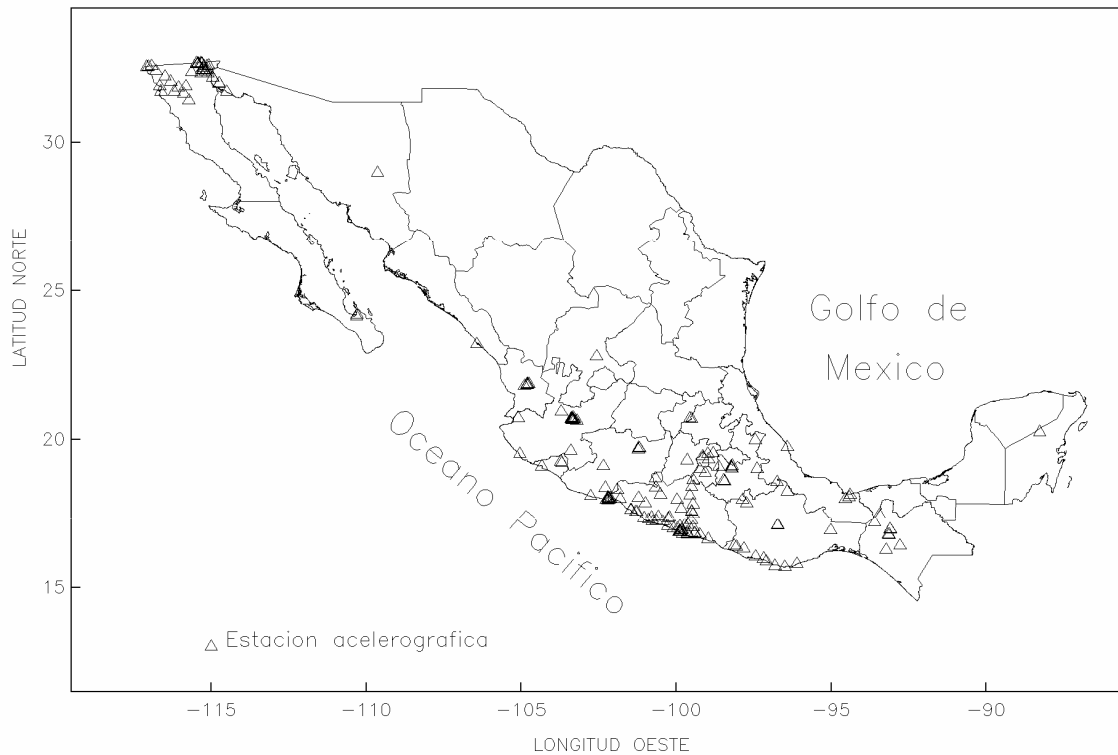 30
25
20
15
LATITUD NORTE
Golfo de
Mexico
Oceano Pacifico
Estacion acelerografica
−115
−110
−105
−100
−95
−90
LONGITUD OESTE